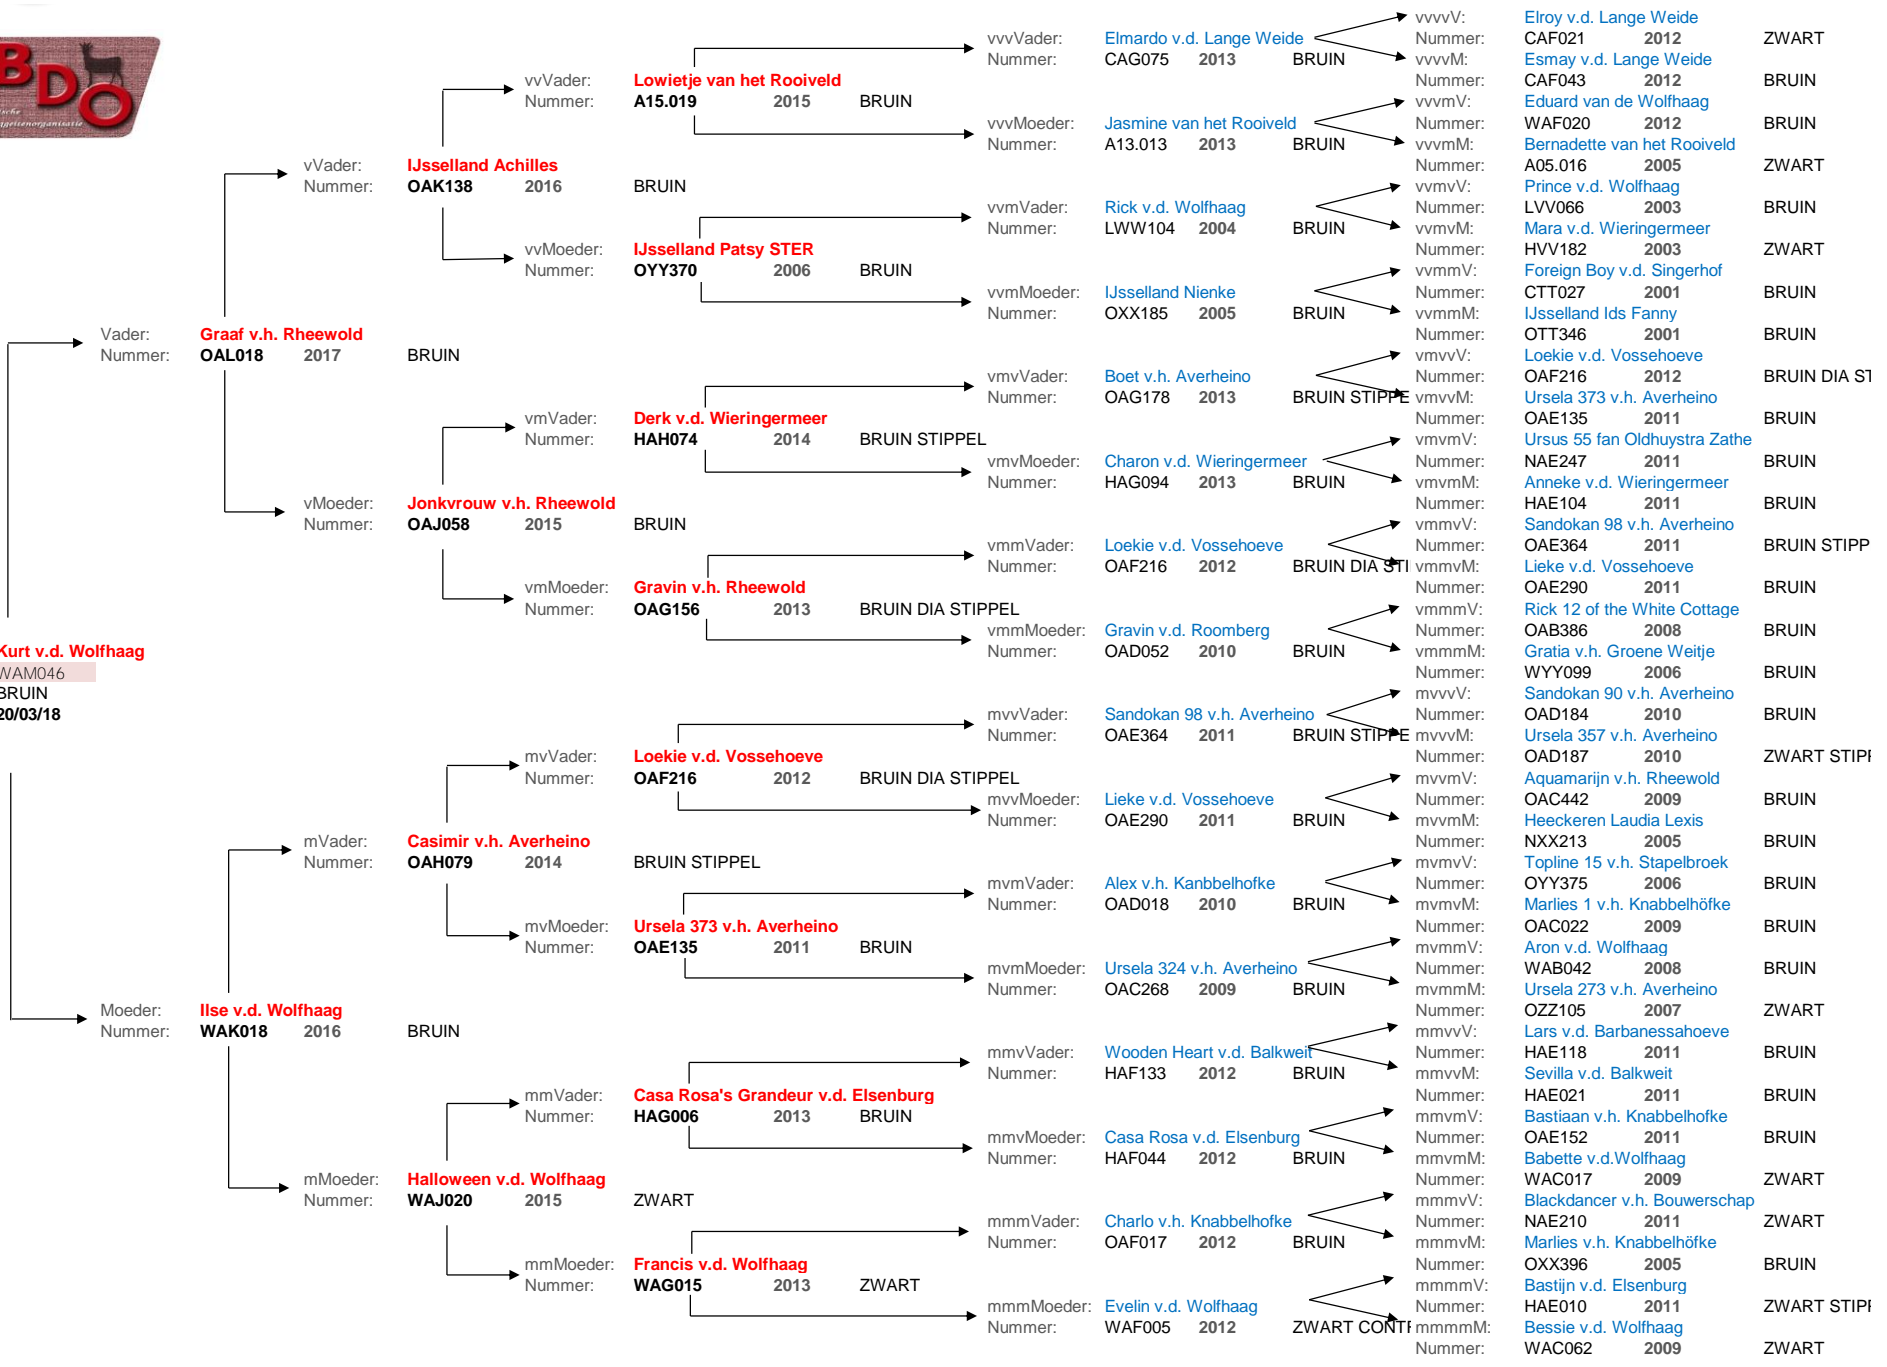 BDO
vvvvV: Elroy v.d. Lange Weide
vvvVader: Elmardo v.d. Lange Weide Nummer: CAF021 2012 ZWART
Nummer: CAG075 2013 BRUIN vvvvM: Esmay v.d. Lange Weide
vvVader: Lowietje van het Rooiveld Nummer: CAF043 2012 BRUIN
Nummer: A15.019 2015 BRUIN vvvmV: Eduard van de Wolfhaag
vvvMoeder: Jasmine van het Rooiveld Nummer: WAF020 2012 BRUIN
Nummer: A13.013 2013 BRUIN vvvmM: Bernadette van het Rooiveld
vVader: IJsselland Achilles Nummer: A05.016 2005 ZWART
Nummer: OAK138 2016 BRUIN vvmvV: Prince v.d. Wolfhaag
vvmVader: Rick v.d. Wolfhaag Nummer: LVV066 2003 BRUIN
Nummer: LWW104 2004 BRUIN vvmvM: Mara v.d. Wieringermeer
vvMoeder: IJsselland Patsy STER Nummer: HVV182 2003 ZWART
Nummer: OYY370 2006 BRUIN vvmmV: Foreign Boy v.d. Singerhof
vvmMoeder: IJsselland Nienke Nummer: CTT027 2001 BRUIN
Nummer: OXX185 2005 BRUIN vvmmM: IJsselland Ids Fanny
Vader: Graaf v.h. Rheewold Nummer: OTT346 2001 BRUIN
Nummer: OAL018 2017 BRUIN vmvvV: Loekie v.d. Vossehoeve
vmvVader: Boet v.h. Averheino Nummer: OAF216 2012 BRUIN DIA ST
Nummer: OAG178 2013 BRUIN STIPPE vmvvM: Ursela 373 v.h. Averheino
vmVader: Derk v.d. Wieringermeer Nummer: OAE135 2011 BRUIN
Nummer: HAH074 2014 BRUIN STIPPEL vmvmV: Ursus 55 fan Oldhuystra Zathe
vmvMoeder: Charon v.d. Wieringermeer Nummer: NAE247 2011 BRUIN
Nummer: HAG094 2013 BRUIN vmvmM: Anneke v.d. Wieringermeer
vMoeder: Jonkvrouw v.h. Rheewold Nummer: HAE104 2011 BRUIN
Nummer: OAJ058 2015 BRUIN vmmvV: Sandokan 98 v.h. Averheino
vmmVader: Loekie v.d. Vossehoeve Nummer: OAE364 2011 BRUIN STIPP
Nummer: OAF216 2012 BRUIN DIA STI vmmvM: Lieke v.d. Vossehoeve
vmMoeder: Gravin v.h. Rheewold Nummer: OAE290 2011 BRUIN
Nummer: OAG156 2013 BRUIN DIA STIPPEL vmmmV: Rick 12 of the White Cottage
vmmMoeder: Gravin v.d. Roomberg Nummer: OAB386 2008 BRUIN
Kurt v.d. Wolfhaag Nummer: OAD052 2010 BRUIN vmmmM: Gratia v.h. Groene Weitje
WAM046 Nummer: WYY099 2006 BRUIN
BRUIN mvvvV: Sandokan 90 v.h. Averheino
20/03/18 mvvVader: Sandokan 98 v.h. Averheino Nummer: OAD184 2010 BRUIN
Nummer: OAE364 2011 BRUIN STIPPE mvvvM: Ursela 357 v.h. Averheino
mvVader: Loekie v.d. Vossehoeve Nummer: OAD187 2010 ZWART STIP
Nummer: OAF216 2012 BRUIN DIA STIPPEL mvvmV: Aquamarijn v.h. Rheewold
mvvMoeder: Lieke v.d. Vossehoeve Nummer: OAC442 2009 BRUIN
Nummer: OAE290 2011 BRUIN mvvmM: Heeckeren Laudia Lexis
mVader: Casimir v.h. Averheino Nummer: NXX213 2005 BRUIN
Nummer: OAH079 2014 BRUIN STIPPEL mvmvV: Topline 15 v.h. Stapelbroek
mvmVader: Alex v.h. Kanbbelhofke Nummer: OYY375 2006 BRUIN
Nummer: OAD018 2010 BRUIN mvmvM: Marlies 1 v.h. Knabbelhöfke
mvMoeder: Ursela 373 v.h. Averheino Nummer: OAC022 2009 BRUIN
Nummer: OAE135 2011 BRUIN mvmmV: Aron v.d. Wolfhaag
mvmMoeder: Ursela 324 v.h. Averheino Nummer: WAB042 2008 BRUIN
Nummer: OAC268 2009 BRUIN mvmmM: Ursela 273 v.h. Averheino
Moeder: Ilse v.d. Wolfhaag Nummer: OZZ105 2007 ZWART
Nummer: WAK018 2016 BRUIN mmvvV: Lars v.d. Barbanessahoeve
mmvVader: Wooden Heart v.d. Balkweit Nummer: HAE118 2011 BRUIN
Nummer: HAF133 2012 BRUIN mmvvM: Sevilla v.d. Balkweit
mmVader: Casa Rosa's Grandeur v.d. Elsenburg Nummer: HAE021 2011 BRUIN
Nummer: HAG006 2013 BRUIN mmvmV: Bastiaan v.h. Knabbelhofke
mmvMoeder: Casa Rosa v.d. Elsenburg Nummer: OAE152 2011 BRUIN
Nummer: HAF044 2012 BRUIN mmvmM: Babette v.d.Wolfhaag
mMoeder: Halloween v.d. Wolfhaag Nummer: WAC017 2009 ZWART
Nummer: WAJ020 2015 ZWART mmmvV: Blackdancer v.h. Bouwerschap
mmmVader: Charlo v.h. Knabbelhofke Nummer: NAE210 2011 ZWART
Nummer: OAF017 2012 BRUIN mmmvM: Marlies v.h. Knabbelhöfke
mmMoeder: Francis v.d. Wolfhaag Nummer: OXX396 2005 BRUIN
Nummer: WAG015 2013 ZWART mmmmV: Bastijn v.d. Elsenburg
mmmMoeder: Evelin v.d. Wolfhaag Nummer: HAE010 2011 ZWART STIP
Nummer: WAF005 2012 ZWART CONT mmmmM: Bessie v.d. Wolfhaag
Nummer: WAC062 2009 ZWART